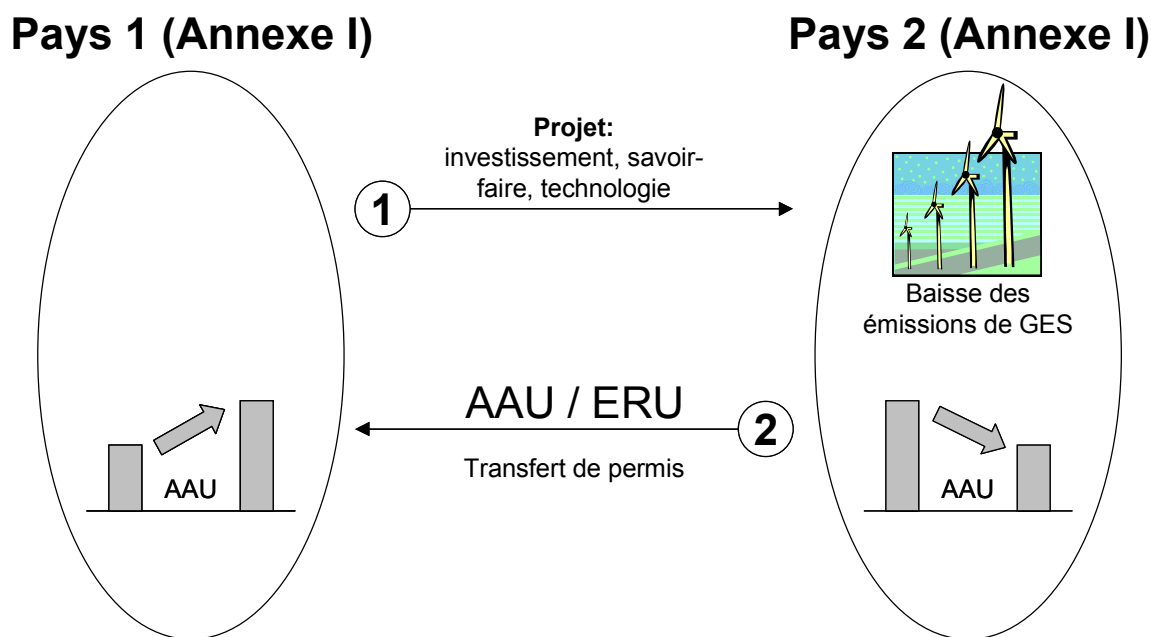 Pays 1 (Annexe I)
Pays 2 (Annexe I)
Projet:
investissement, savoir-
faire, technologie
1
Baisse des
émissions de GES
AAU / ERU
2
Transfert de permis
AAU
AAU